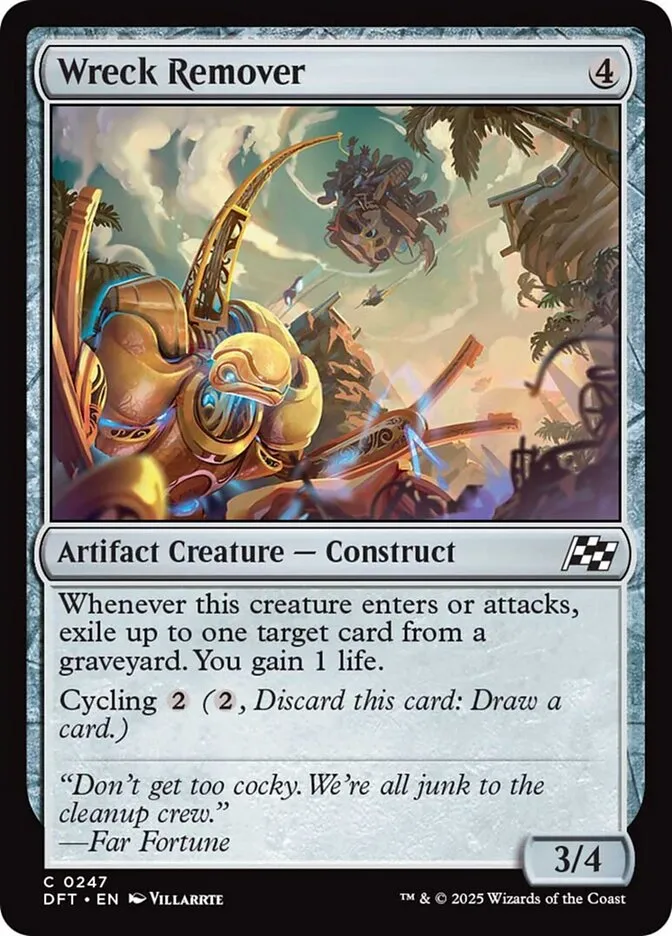 Wreck Remover 4
Artifact Creature — Construct
Whenever this creature enters or attacks,
exile up to one target card from a
graveyard. You gain 1 life.
Cycling 2 (2, Discard this card: Draw a
card.)
“Don’t get too cocky. We’re all junk to the
cleanup crew.”
—Far Fortune
3/4
C 0247
DFT • EN Villarrte
™ & © 2025 Wizards of the Coast